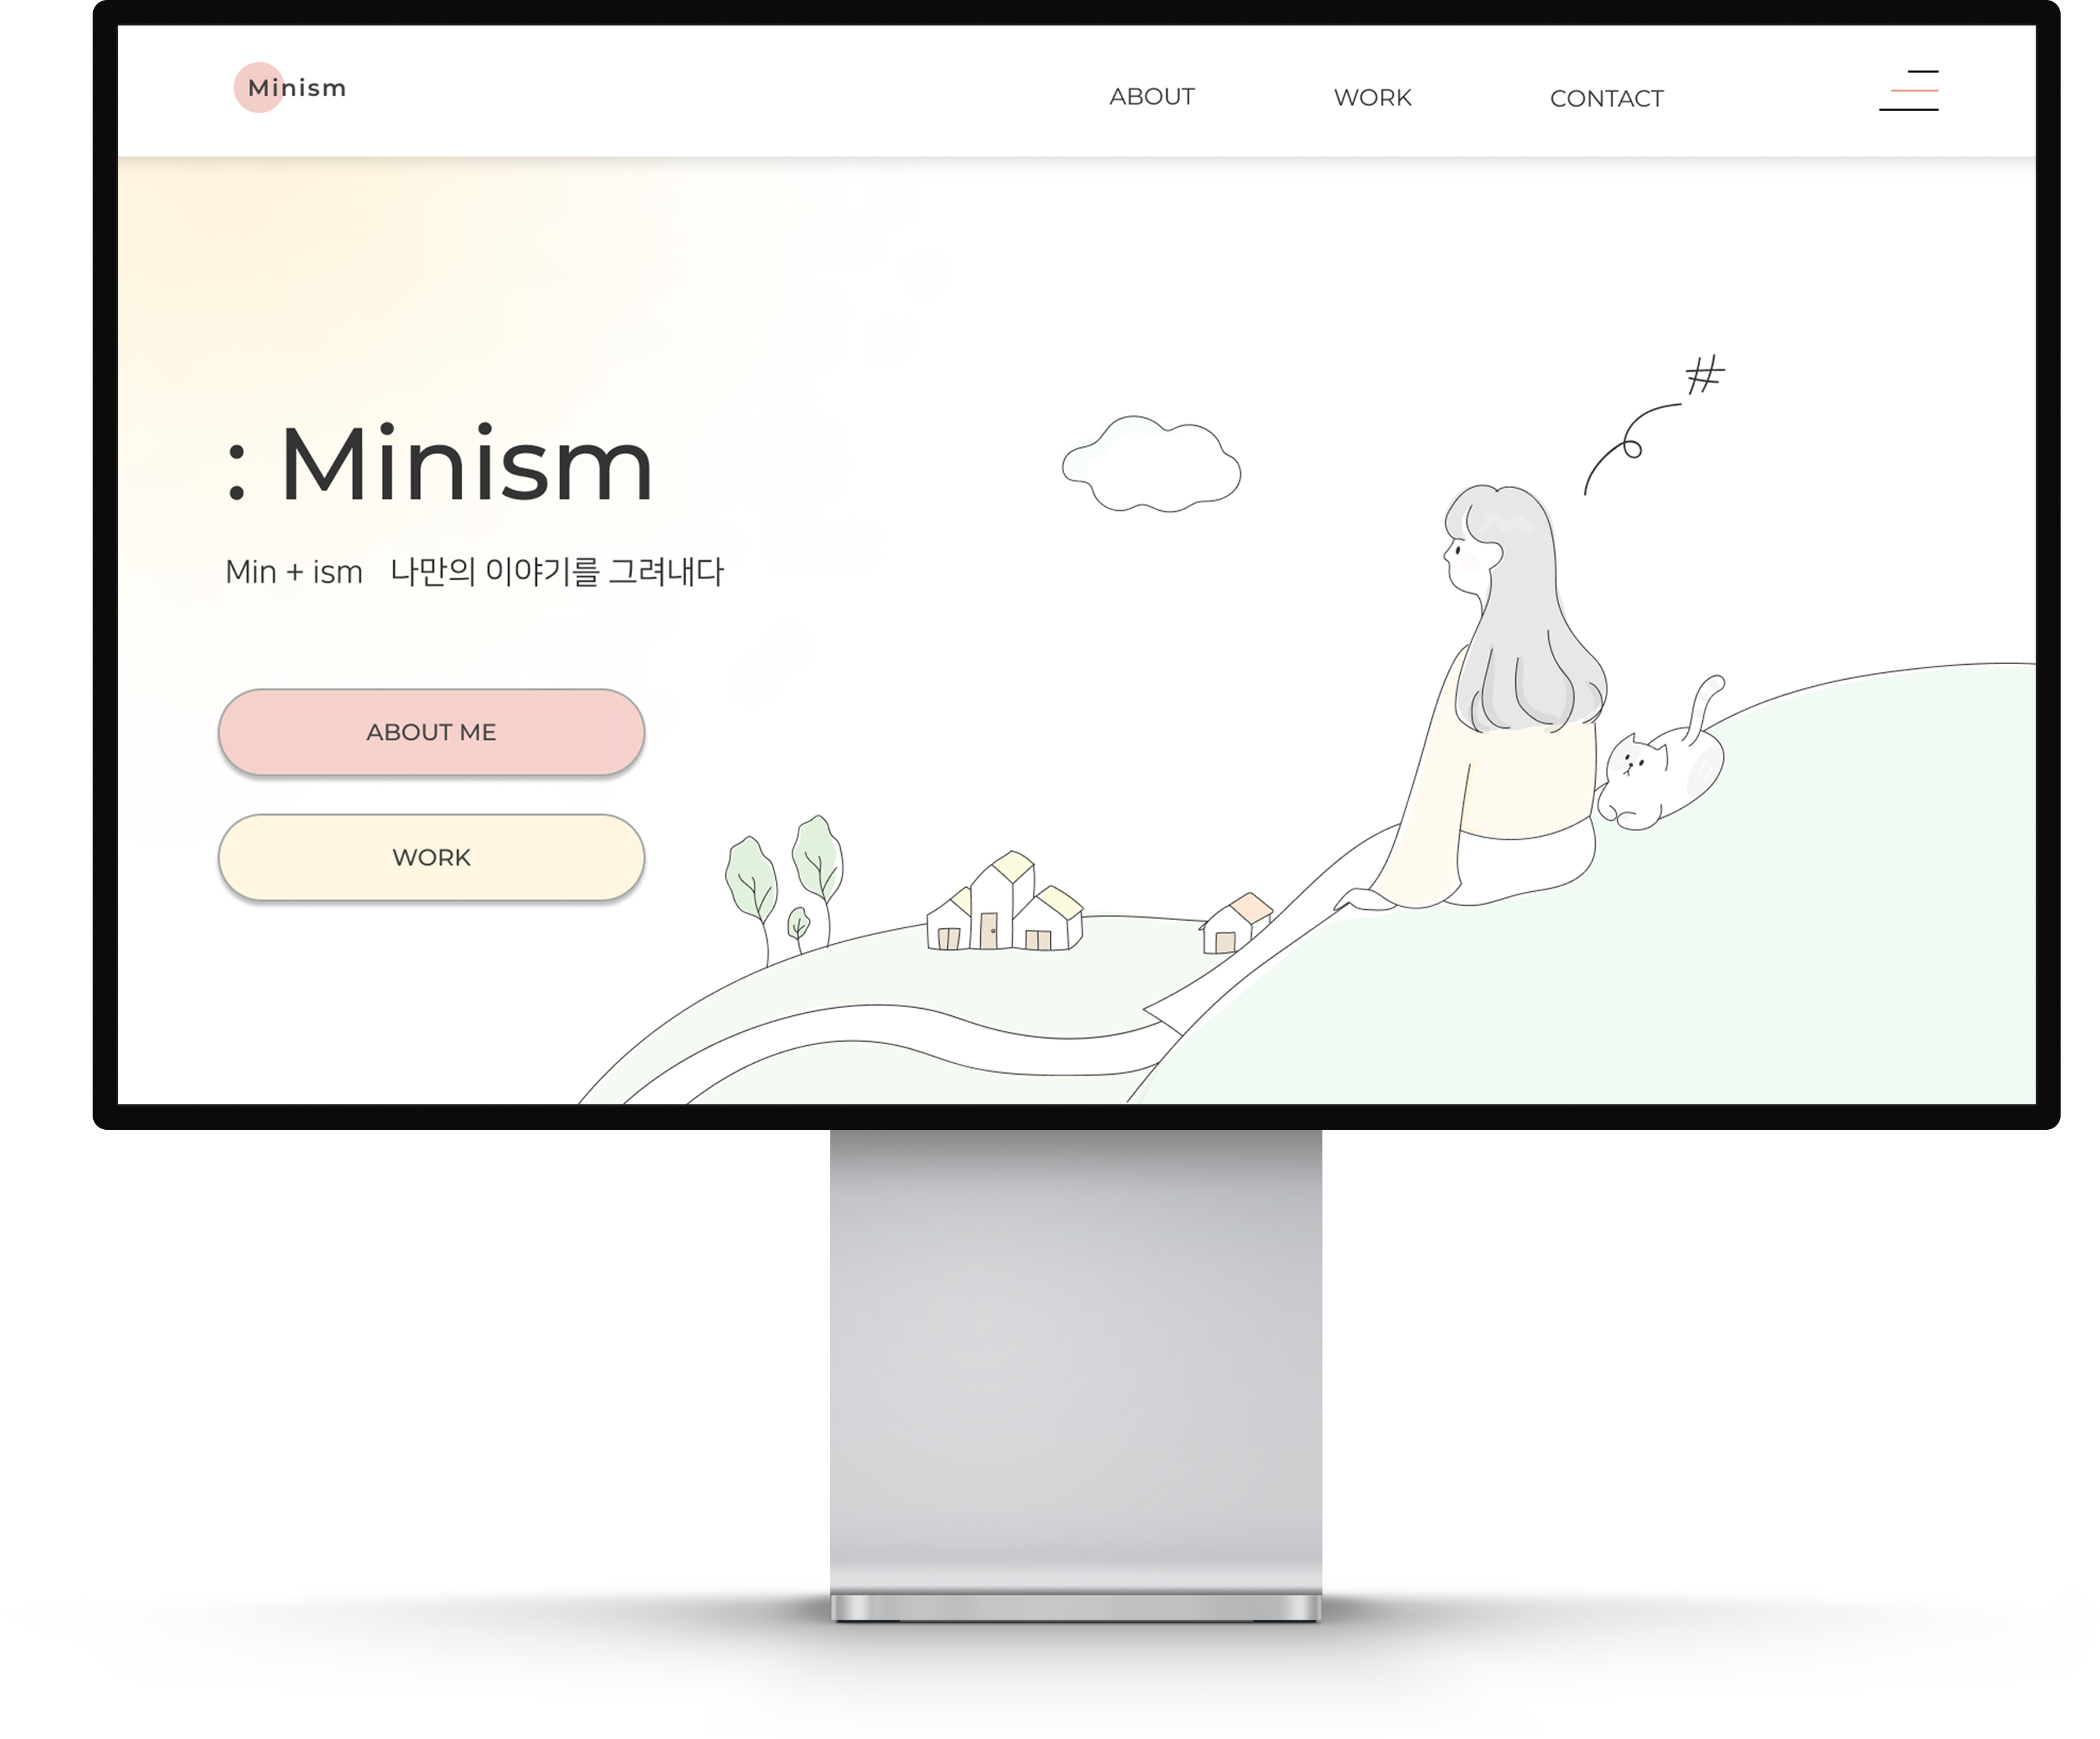 Minism
ABOUT WORK CONTACT
#
: Minism
Min + ism 나만의 이야기를 그려내다
ABOUT ME
WORK